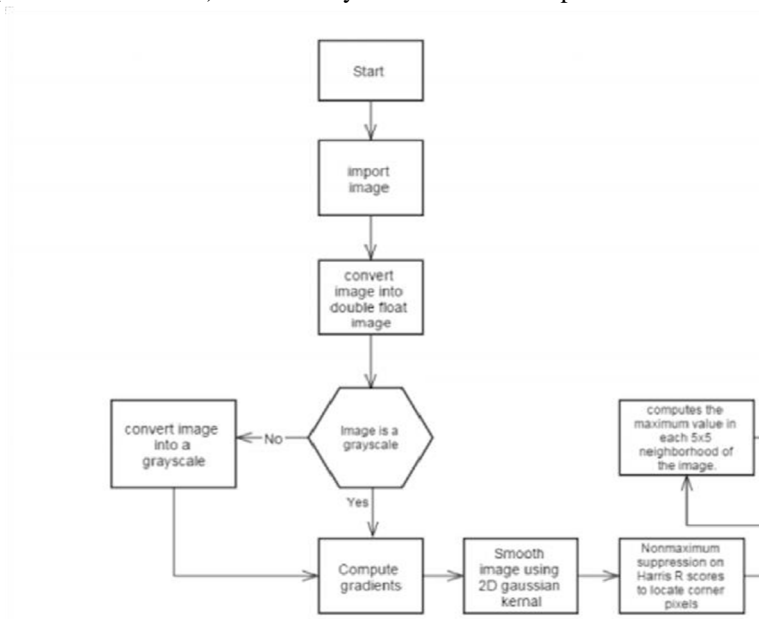 Start
import
image
convert
image into
double float
image
Image is a
grayscale
No
convert image
into a
grayscale
Yes
Compute
gradients
Smooth
image using
2D gaussian
kernal
Nonmaximum
suppression on
Harris R scores
to locate corner
pixels
computes the
maximum value in
each 5x5
neighborhood of
the image.